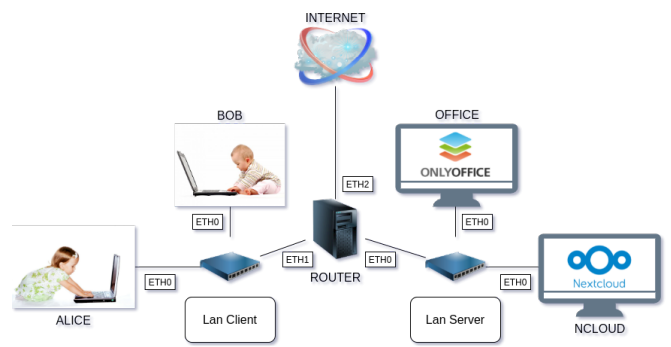 INTERNET
BOB
OFFICE
ONLYOFFICE
ETH2
ETH0
ETH0
ETH1
ETH0
ETH0
ETH0
ROUTER
Nextcloud
ALICE
Lan Client
Lan Server
NCLOUD